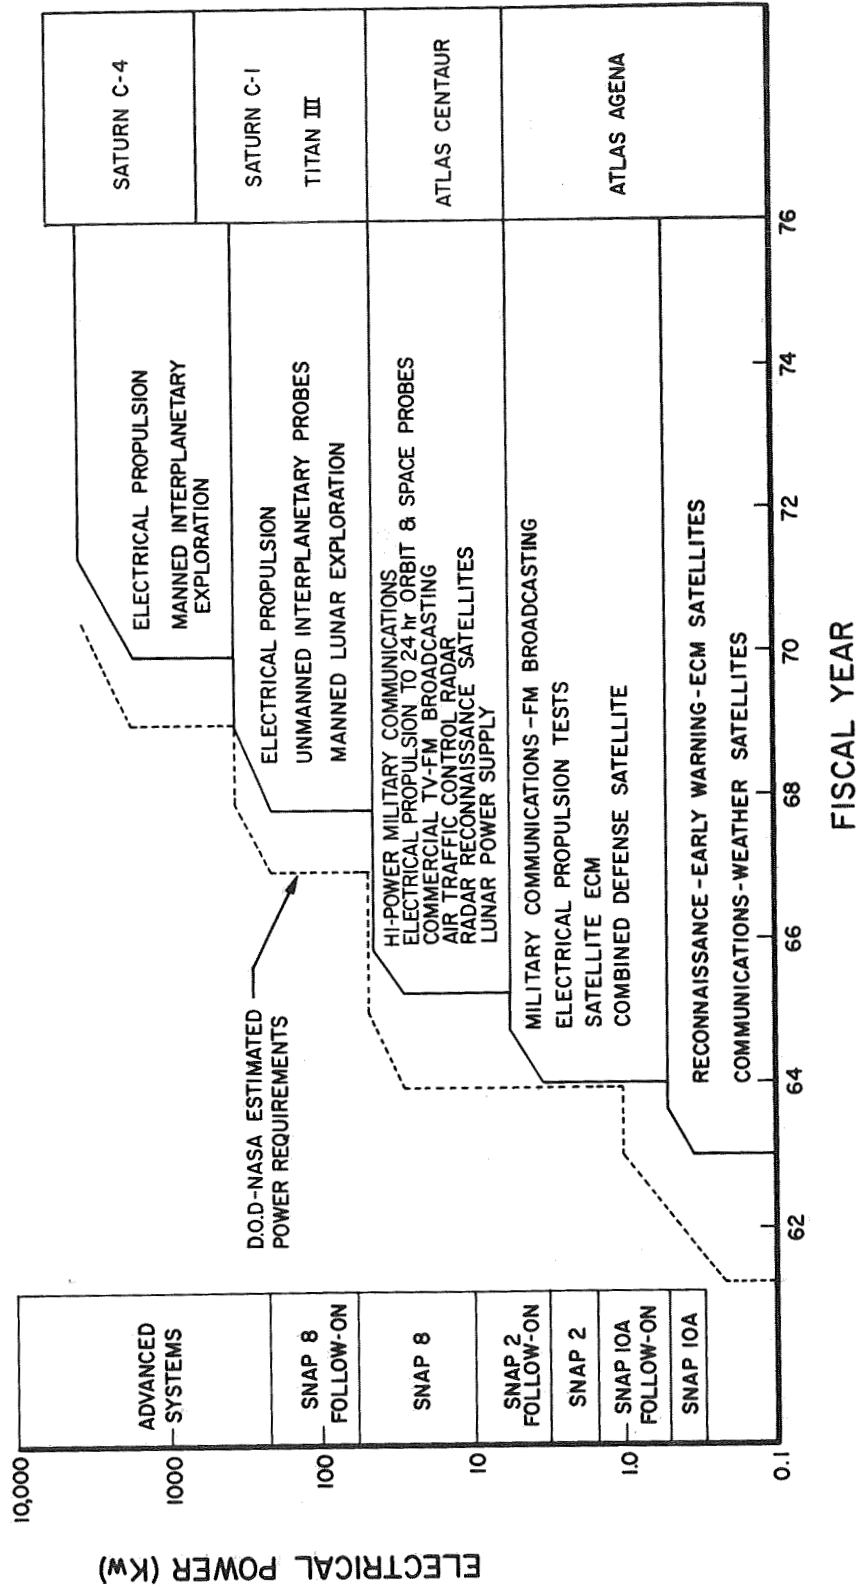 ELECTRICAL POWER (Kw)
10,000
1000
100
10
1.0
0.1
ADVANCED
SYSTEMS
SNAP 8
FOLLOW-ON
SNAP 8
SNAP 2
FOLLOW-ON
SNAP 2
SNAP 10A
FOLLOW-ON
SNAP 10A
D.O.D-NASA ESTIMATED
POWER REQUIREMENTS
ELECTRICAL PROPULSION
MANNED INTERPLANETARY
EXPLORATION
ELECTRICAL PROPULSION
UNMANNED INTERPLANETARY PROBES
MANNED LUNAR EXPLORATION
HI-POWER MILITARY COMMUNICATIONS
ELECTRICAL PROPULSION TO 24 hr ORBIT & SPACE PROBES
COMMERCIAL TV-FM BROADCASTING
AIR TRAFFIC CONTROL RADAR
RADAR RECONNAISSANCE SATELLITES
LUNAR POWER SUPPLY
MILITARY COMMUNICATIONS-FM BROADCASTING
ELECTRICAL PROPULSION TESTS
SATELLITE ECM
COMBINED DEFENSE SATELLITE
RECONNAISSANCE-EARLY WARNING-ECM SATELLITES
COMMUNICATIONS-WEATHER SATELLITES
SATURN C-4
SATURN C-1
TITAN III
ATLAS CENTAUR
ATLAS AGENA
62
64
66
68
70
72
74
76
FISCAL YEAR